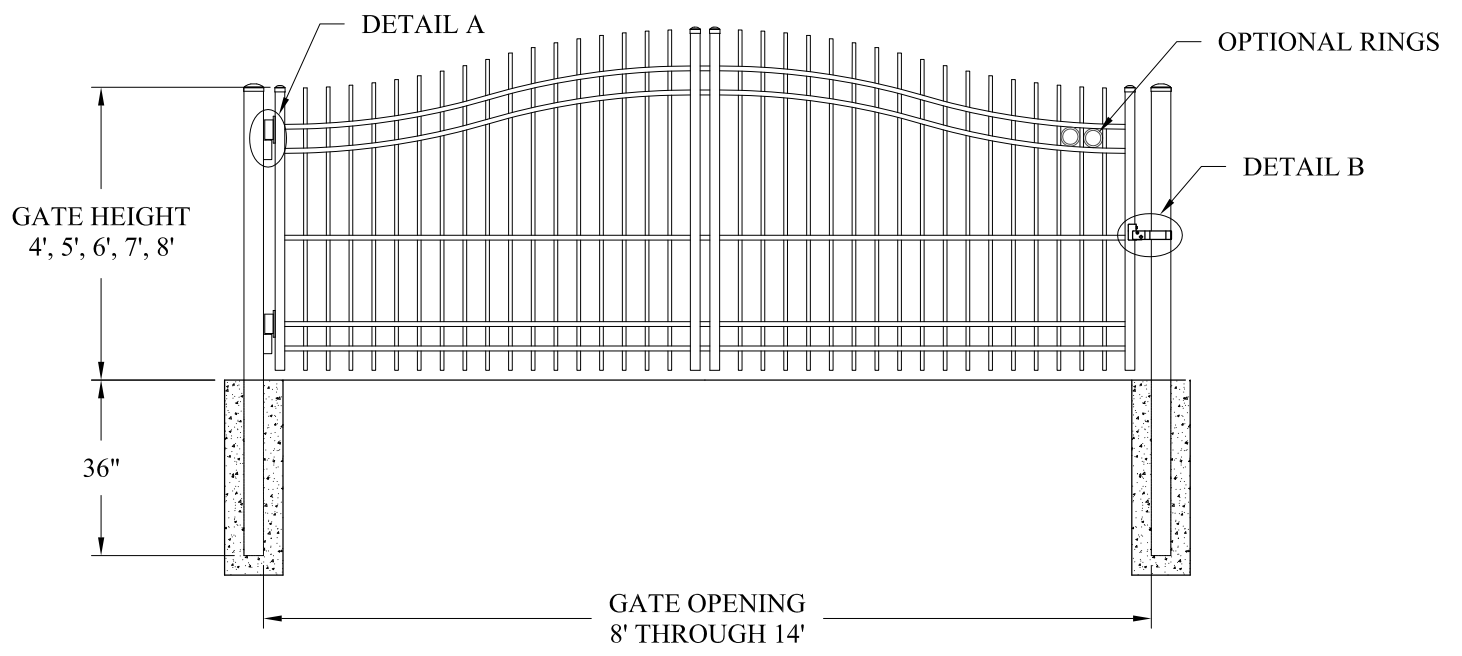 DETAIL A
OPTIONAL RINGS
DETAIL B
GATE HEIGHT
4', 5', 6', 7', 8'
36"
GATE OPENING
8' THROUGH 14'